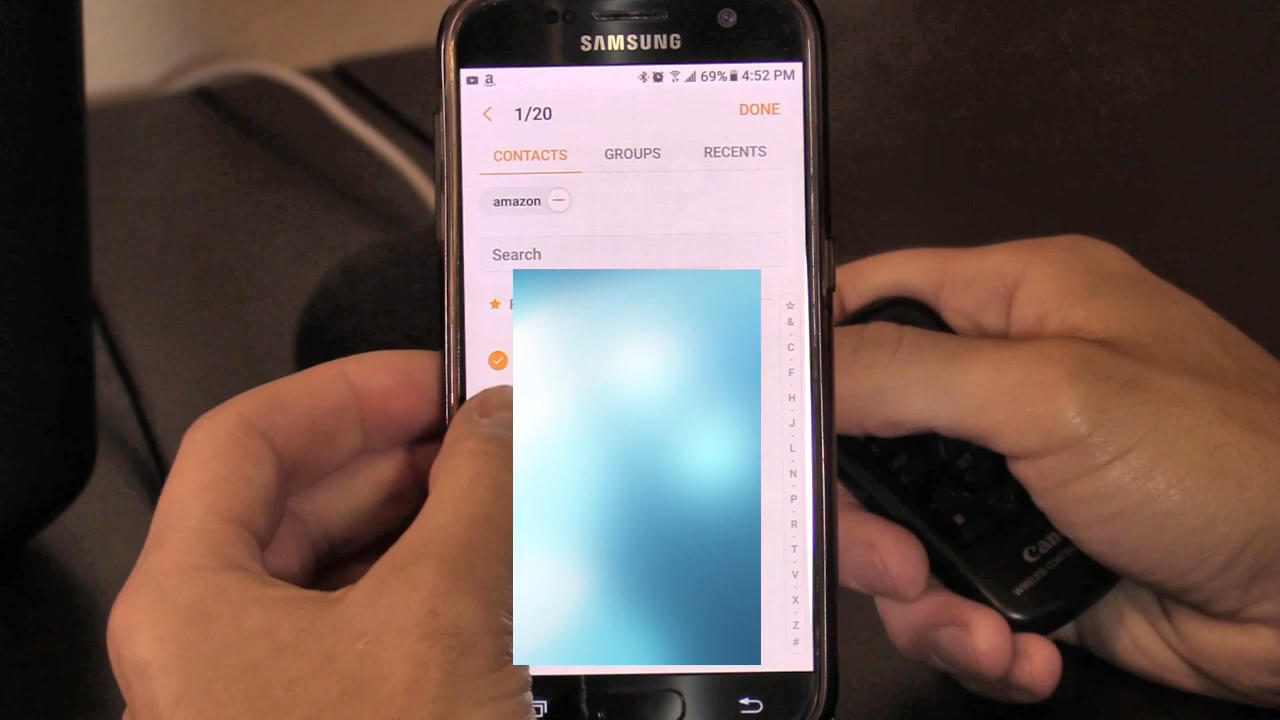 SAMSUNG
a 69% 4:52 PM
1/20 DONE
CONTACTS GROUPS RECENTS
amazon
Search
&
C
F
H
J
L
N
P
R
T
V
X
Z
#